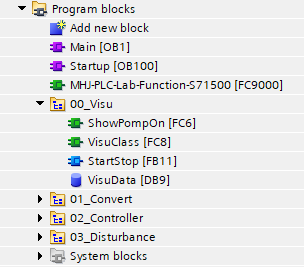 Program blocks
Add new block
Main [OB1]
Startup [OB100]
MHJ-PLC-Lab-Function-S71500 [FC9000]
00_Visu
ShowPompOn [FC6]
VisuClass [FC8]
StartStop [FB11]
VisuData [DB9]
01_Convert
02_Controller
03_Disturbance
System blocks